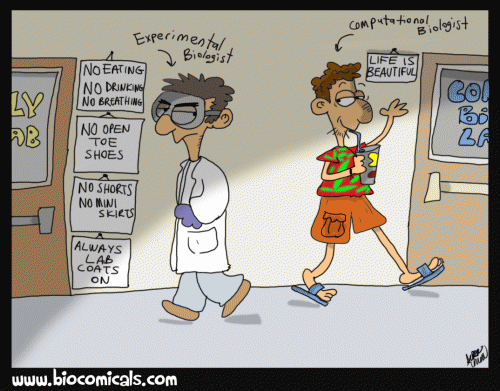 Experimental
Biologist
Computational
Biologist
NO EATING
NO DRINKING
NO BREATHING
NO OPEN
TOE
SHOES
NO SHORTS
NO MINI
SKIRTS
ALWAYS
LAB
COATS
ON
LY
AB
LIFE IS
BEAUTIFUL
CO
Bi
LA
www.biocomicals.com